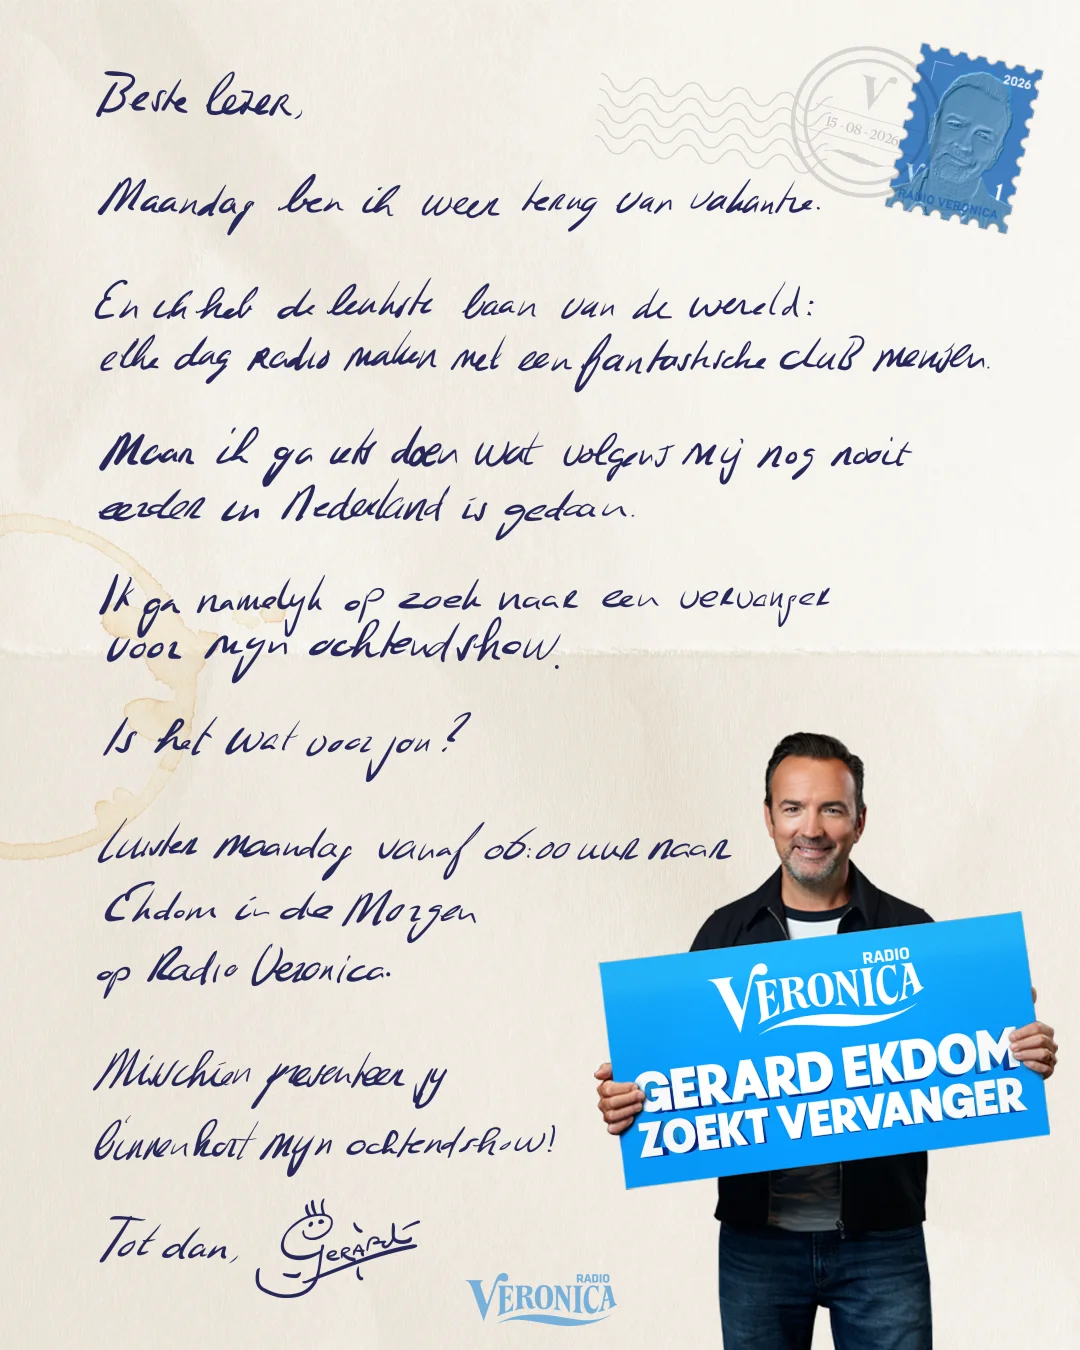 Beste lezer,
V
15-08-2026
2026
1
RADIO VERONICA
Maandag ben ik weer terug van vakantie.
En ik heb de leukste baan van de wereld:
elke dag radio maken met een fantastische club mensen.
Maar ik ga iets doen wat volgens mij nog nooit
eerder in Nederland is gedaan.
Ik ga namelijk op zoek naar een vervanger
voor mijn ochtendshow.
Is het wat voor jou?
Luister maandag vanaf 06:00 uur naar
Ekdom in de Morgen
op Radio Veronica.
Misschien presenteer jij
binnenkort mijn ochtendshow!
Tot dan, Gerard
RADIO
VERONICA
GERARD EKDOM
ZOEKT VERVANGER
RADIO
VERONICA